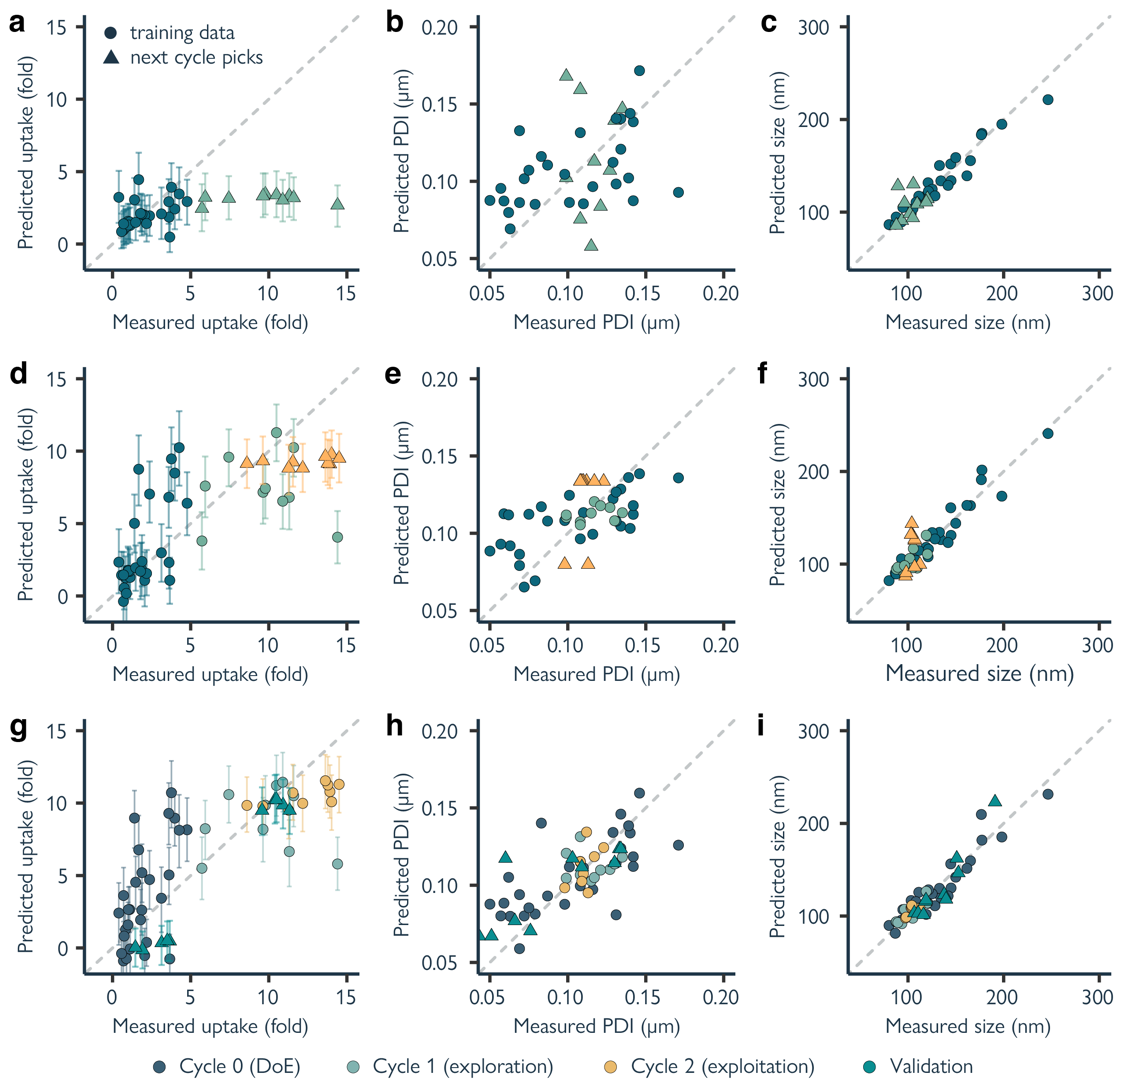 a
15
10
5
0
Predicted uptake (fold)
training data
next cycle picks
0 5 10 15
Measured uptake (fold)
b
0.20
0.15
0.10
0.05
Predicted PDI (μm)
0.05 0.10 0.15 0.20
Measured PDI (μm)
c
300
200
100
Predicted size (nm)
100 200 300
Measured size (nm)
d
15
10
5
0
Predicted uptake (fold)
0 5 10 15
Measured uptake (fold)
e
0.20
0.15
0.10
0.05
Predicted PDI (μm)
0.05 0.10 0.15 0.20
Measured PDI (μm)
f
300
200
100
Predicted size (nm)
100 200 300
Measured size (nm)
g
15
10
5
0
Predicted uptake (fold)
0 5 10 15
Measured uptake (fold)
h
0.20
0.15
0.10
0.05
Predicted PDI (μm)
0.05 0.10 0.15 0.20
Measured PDI (μm)
i
300
200
100
Predicted size (nm)
100 200 300
Measured size (nm)
Cycle 0 (DoE) Cycle 1 (exploration) Cycle 2 (exploitation) Validation